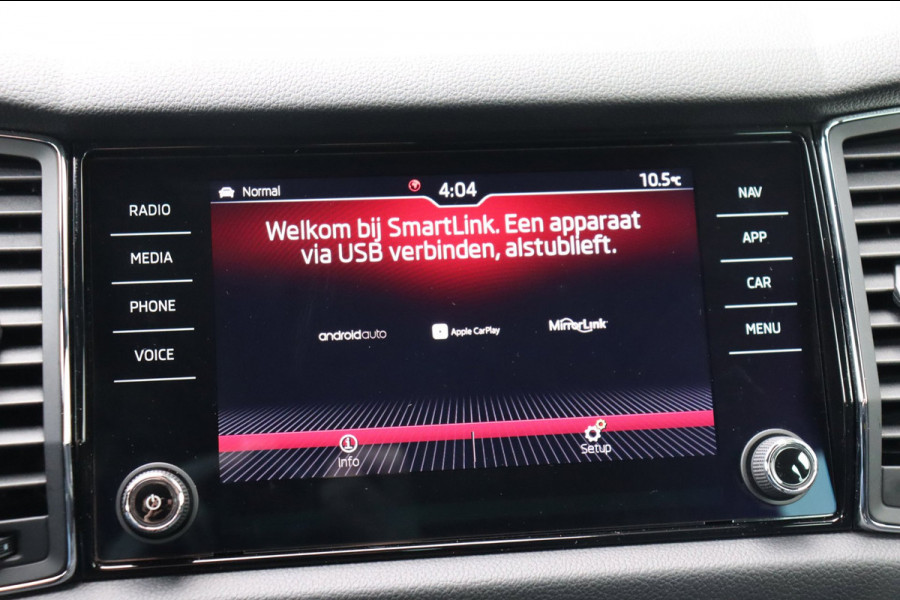 Normal 4:04 10.5°C
RADIO
MEDIA
PHONE
VOICE
Welkom bij SmartLink. Een apparaat
via USB verbinden, alstublieft.
androidauto Apple CarPlay MirrorLink
Info Setup
NAV
APP
CAR
MENU